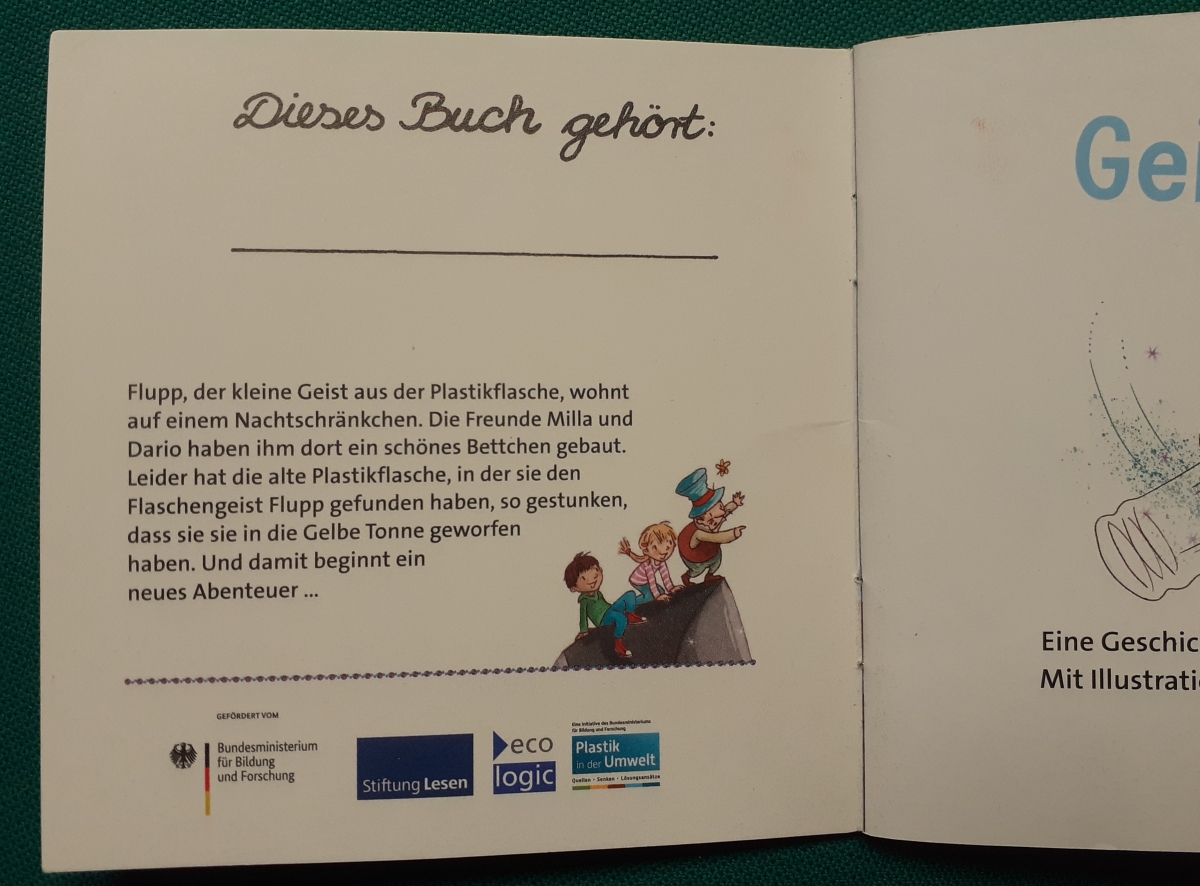 Dieses Buch gehört:
Flupp, der kleine Geist aus der Plastikflasche, wohnt
auf einem Nachtschränkchen. Die Freunde Milla und
Dario haben ihm dort ein schönes Bettchen gebaut.
Leider hat die alte Plastikflasche, in der sie den
Flaschengeist Flupp gefunden haben, so gestunken,
dass sie sie in die Gelbe Tonne geworfen
haben. Und damit beginnt ein
neues Abenteuer ...
GEFÖRDERT VOM
Bundesministerium
für Bildung
und Forschung
Stiftung Lesen
eco
logic
Eine Initiative des Bundesministeriums
für Bildung und Forschung
Plastik
in der Umwelt
Quellen • Senken • Lösungsansätze
Gei
Eine Geschic
Mit Illustrati